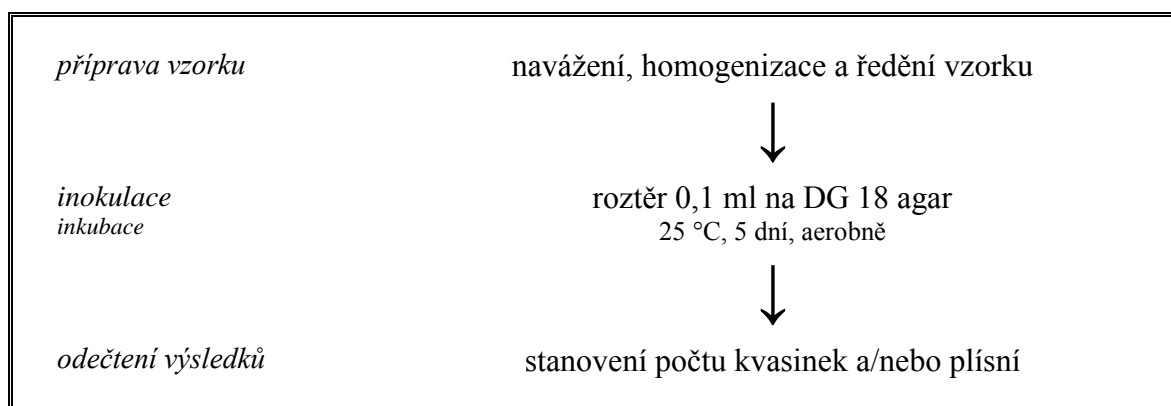 příprava vzorku navážení, homogenizace a ředění vzorku
inokulace roztěr 0,1 ml na DG 18 agar
inkubace 25 °C, 5 dní, aerobně
odečtení výsledků stanovení počtu kvasinek a/nebo plísní